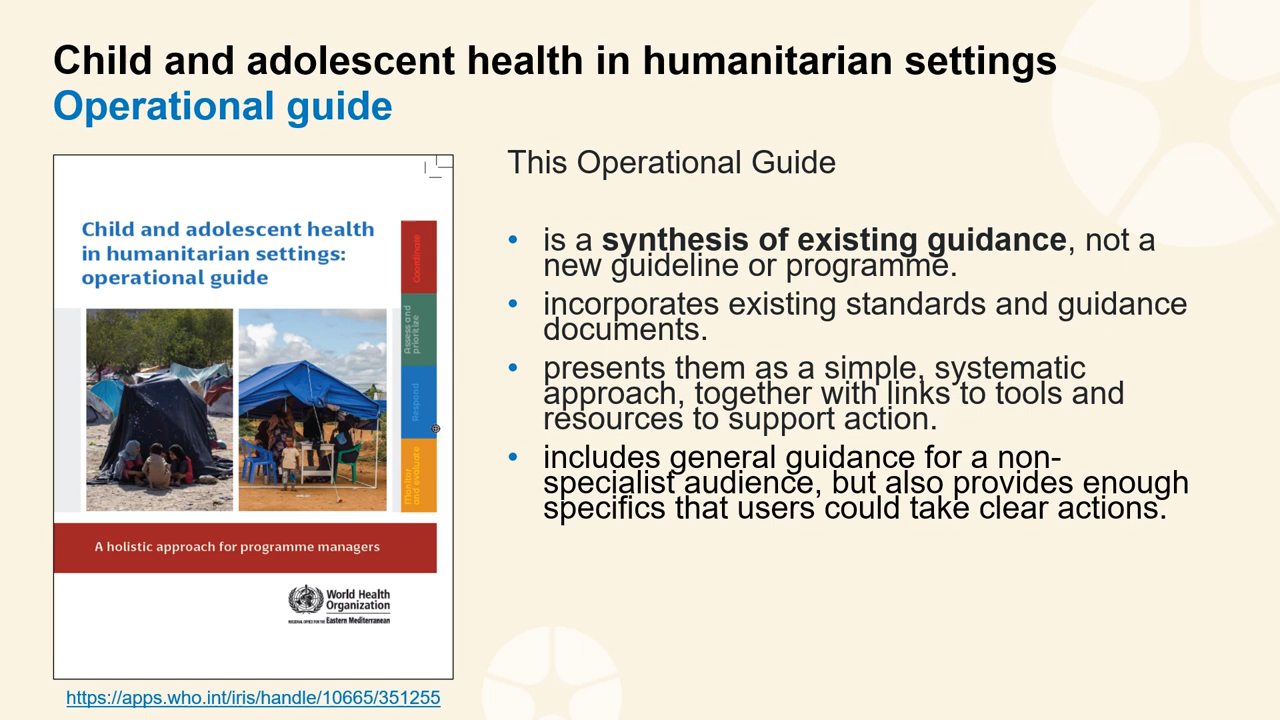 Child and adolescent health in humanitarian settings
Operational guide
Child and adolescent health
in humanitarian settings:
operational guide
Coordinate
Assess and
prioritize
Respond
Monitor
and evaluate
A holistic approach for programme managers
World Health
Organization
REGIONAL OFFICE FOR THE Eastern Mediterranean
https://apps.who.int/iris/handle/10665/351255
This Operational Guide
• is a synthesis of existing guidance, not a
new guideline or programme.
• incorporates existing standards and guidance
documents.
• presents them as a simple, systematic
approach, together with links to tools and
resources to support action.
• includes general guidance for a non-
specialist audience, but also provides enough
specifics that users could take clear actions.